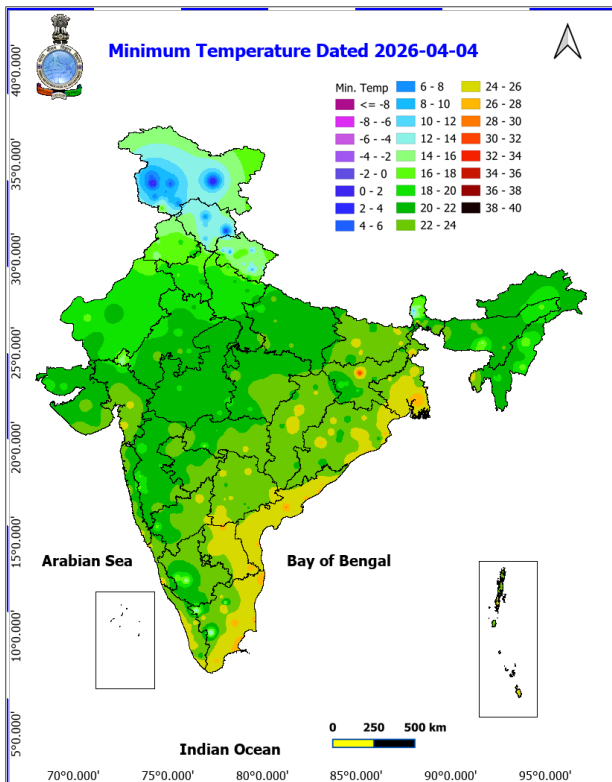 Minimum Temperature Dated 2026-04-04
Min. Temp
<= -8
-8 - -6
-6 - -4
-4 - -2
-2 - 0
0 - 2
2 - 4
4 - 6
6 - 8
8 - 10
10 - 12
12 - 14
14 - 16
16 - 18
18 - 20
20 - 22
22 - 24
24 - 26
26 - 28
28 - 30
30 - 32
32 - 34
34 - 36
36 - 38
38 - 40
40°0.000'
35°0.000'
30°0.000'
25°0.000'
20°0.000'
15°0.000'
10°0.000'
5°0.000'
Arabian Sea
Bay of Bengal
Indian Ocean
0 250 500 km
70°0.000' 75°0.000' 80°0.000' 85°0.000' 90°0.000' 95°0.000'